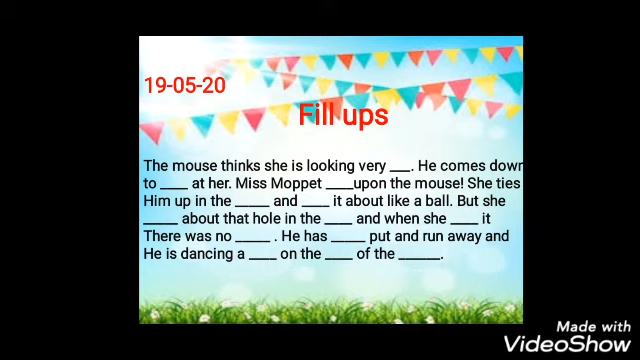 19-05-20
Fill ups
The mouse thinks she is looking very ___. He comes down
to ____ at her. Miss Moppet ____upon the mouse! She ties
Him up in the _____ and ____ it about like a ball. But she
_____ about that hole in the ____ and when she ____ it
There was no _____ . He has _____ put and run away and
He is dancing a ____ on the ____ of the ______.
Made with
VideoShow